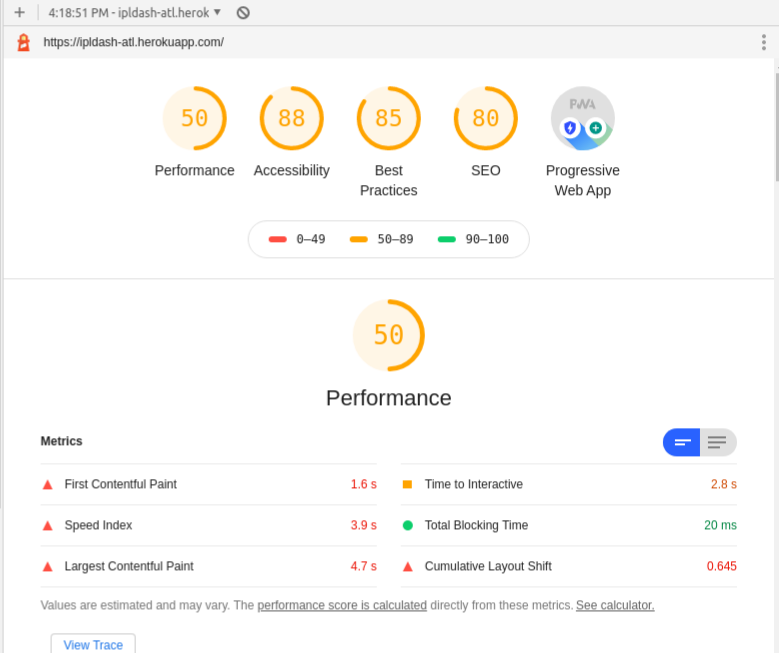 4:18:51 PM - ipldash-atl.herok
https://ipldash-atl.herokuapp.com/
50 88 85 80 PWA
Performance Accessibility Best Practices SEO Progressive Web App
0–49 50–89 90–100
50
Performance
Metrics
First Contentful Paint 1.6 s Time to Interactive 2.8 s
Speed Index 3.9 s Total Blocking Time 20 ms
Largest Contentful Paint 4.7 s Cumulative Layout Shift 0.645
Values are estimated and may vary. The performance score is calculated directly from these metrics. See calculator.
View Trace